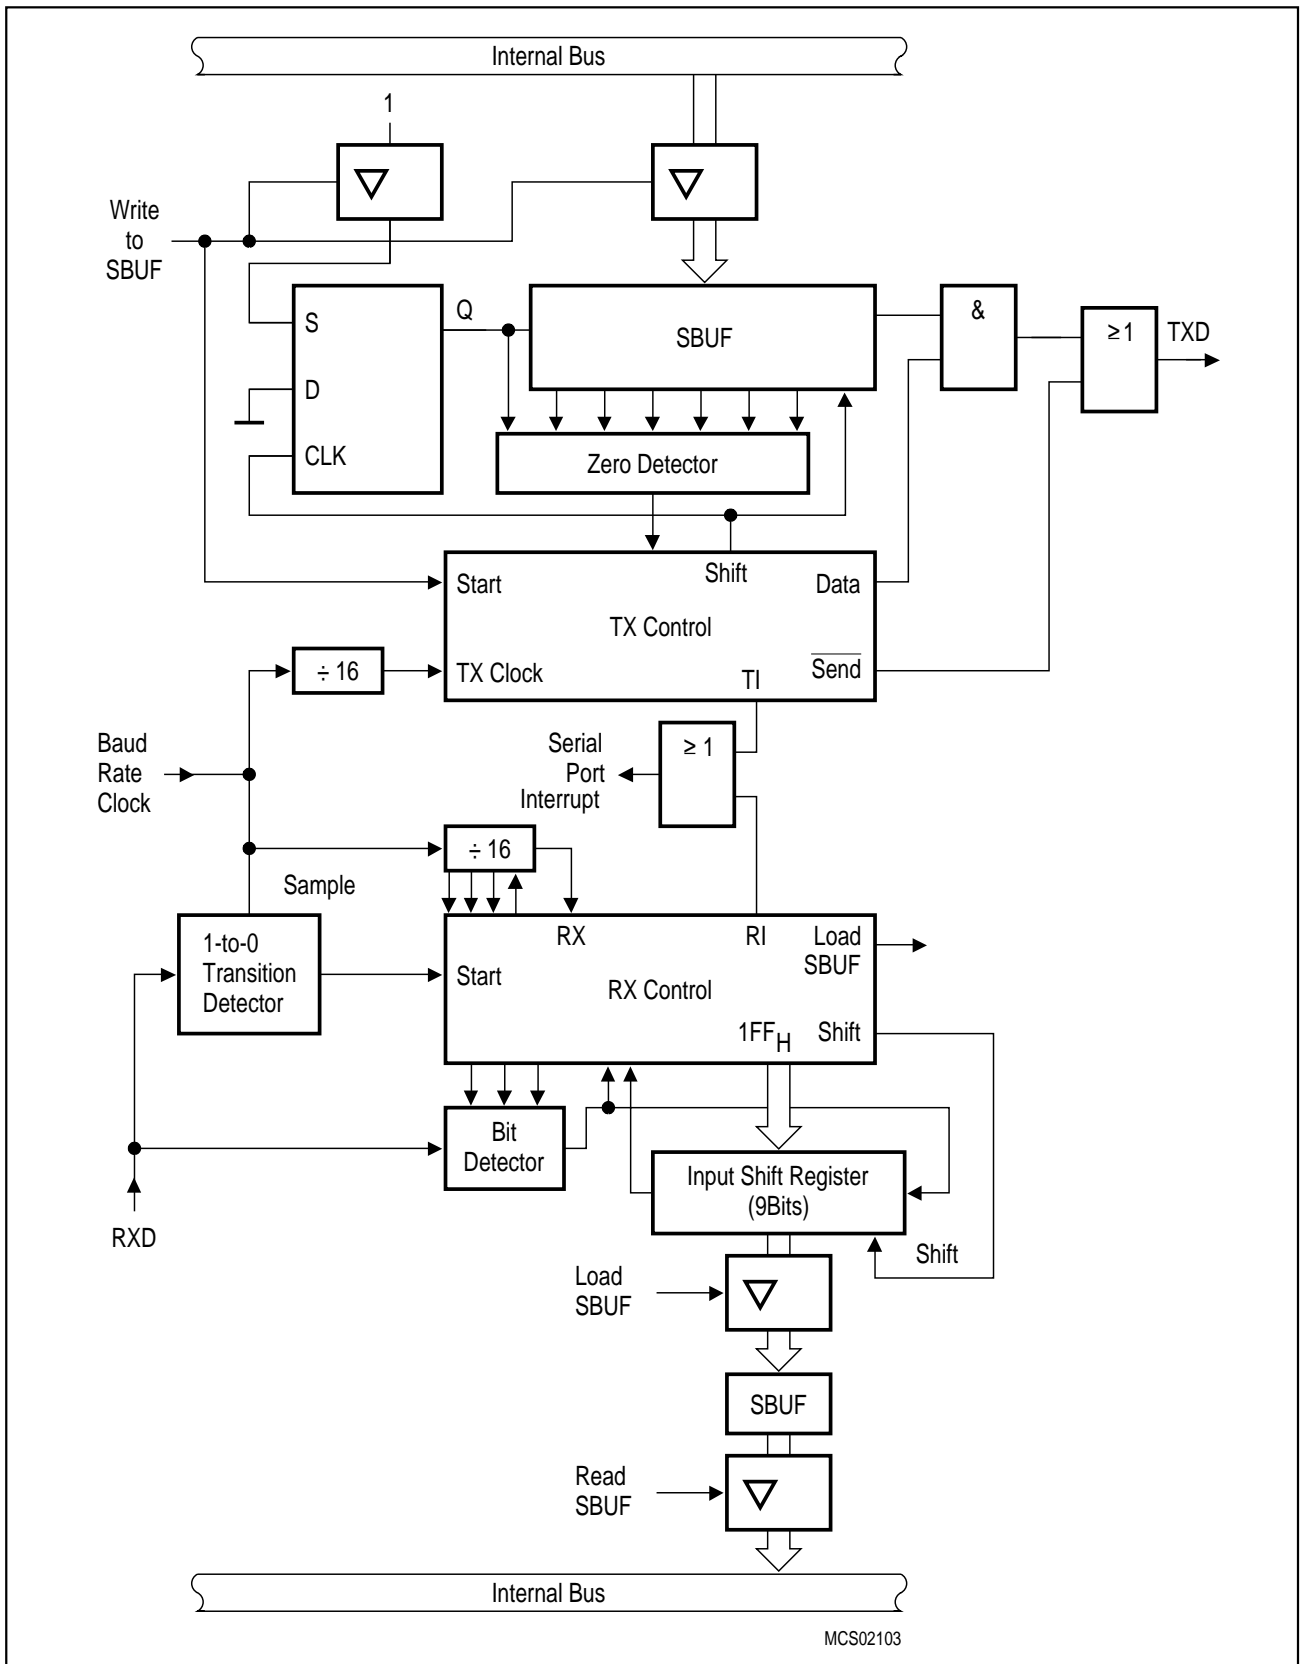 Internal Bus
1
Write
to
SBUF
S
Q
D
CLK
SBUF
&
≥ 1
TXD
Zero Detector
Start
Shift
Data
TX Control
÷ 16
TX Clock
TI
Send
Baud
Rate
Clock
Serial
Port
Interrupt
≥ 1
÷ 16
Sample
1-to-0
Transition
Detector
RX
RI
Load
SBUF
Start
RX Control
1FFH
Shift
Bit
Detector
Input Shift Register
(9Bits)
RXD
Shift
Load
SBUF
SBUF
Read
SBUF
Internal Bus
MCS02103